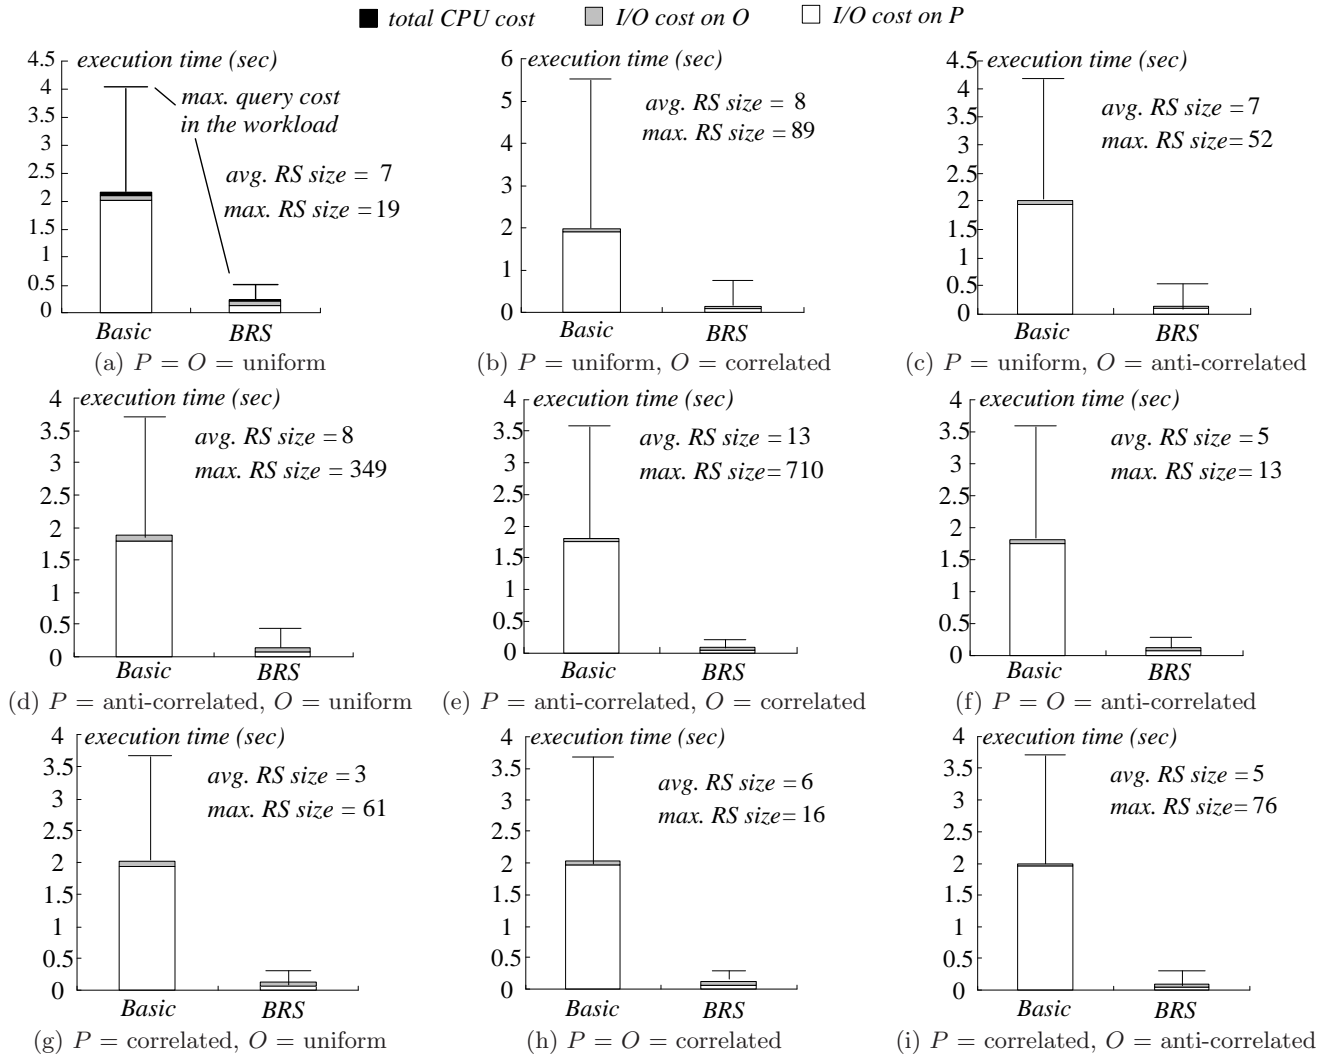 total CPU cost I/O cost on O I/O cost on P
execution time (sec)
4.5
4
3.5
3
2.5
2
1.5
1
0.5
0
max. query cost
in the workload
avg. RS size = 7
max. RS size = 19
Basic BRS
(a) P = O = uniform
execution time (sec)
6
5
4
3
2
1
0
avg. RS size = 8
max. RS size = 89
Basic BRS
(b) P = uniform, O = correlated
execution time (sec)
4.5
4
3.5
3
2.5
2
1.5
1
0.5
0
avg. RS size = 7
max. RS size= 52
Basic BRS
(c) P = uniform, O = anti-correlated
execution time (sec)
4
3.5
3
2.5
2
1.5
1
0.5
0
avg. RS size = 8
max. RS size = 349
Basic BRS
(d) P = anti-correlated, O = uniform
execution time (sec)
4
3.5
3
2.5
2
1.5
1
0.5
0
avg. RS size = 13
max. RS size= 710
Basic BRS
(e) P = anti-correlated, O = correlated
execution time (sec)
4
3.5
3
2.5
2
1.5
1
0.5
0
avg. RS size = 5
max. RS size = 13
Basic BRS
(f) P = O = anti-correlated
execution time (sec)
4
3.5
3
2.5
2
1.5
1
0.5
0
avg. RS size = 3
max. RS size = 61
Basic BRS
(g) P = correlated, O = uniform
execution time (sec)
4
3.5
3
2.5
2
1.5
1
0.5
0
avg. RS size = 6
max. RS size= 16
Basic BRS
(h) P = O = correlated
execution time (sec)
4
3.5
3
2.5
2
1.5
1
0.5
0
avg. RS size = 5
max. RS size = 76
Basic BRS
(i) P = correlated, O = anti-correlated